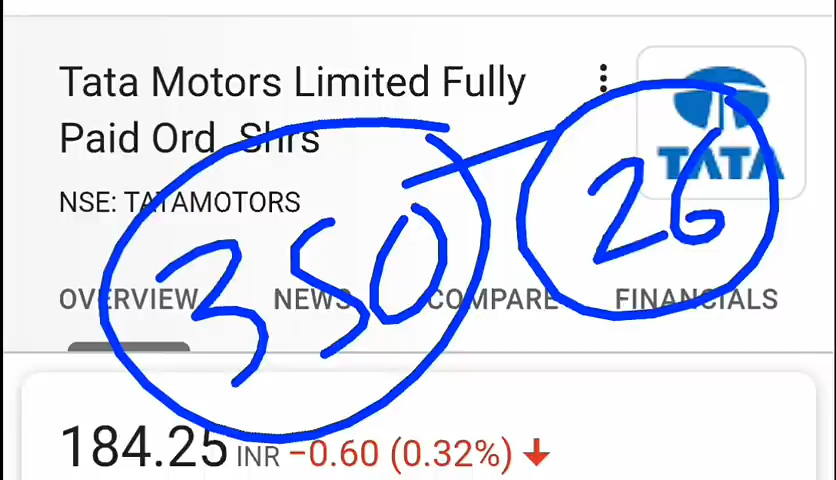 Tata Motors Limited Fully
Paid Ord. Shrs
TATA
NSE: TATAMOTORS
350
26
OVERVIEW NEWS COMPARE FINANCIALS
184.25 INR −0.60 (0.32%) ↓